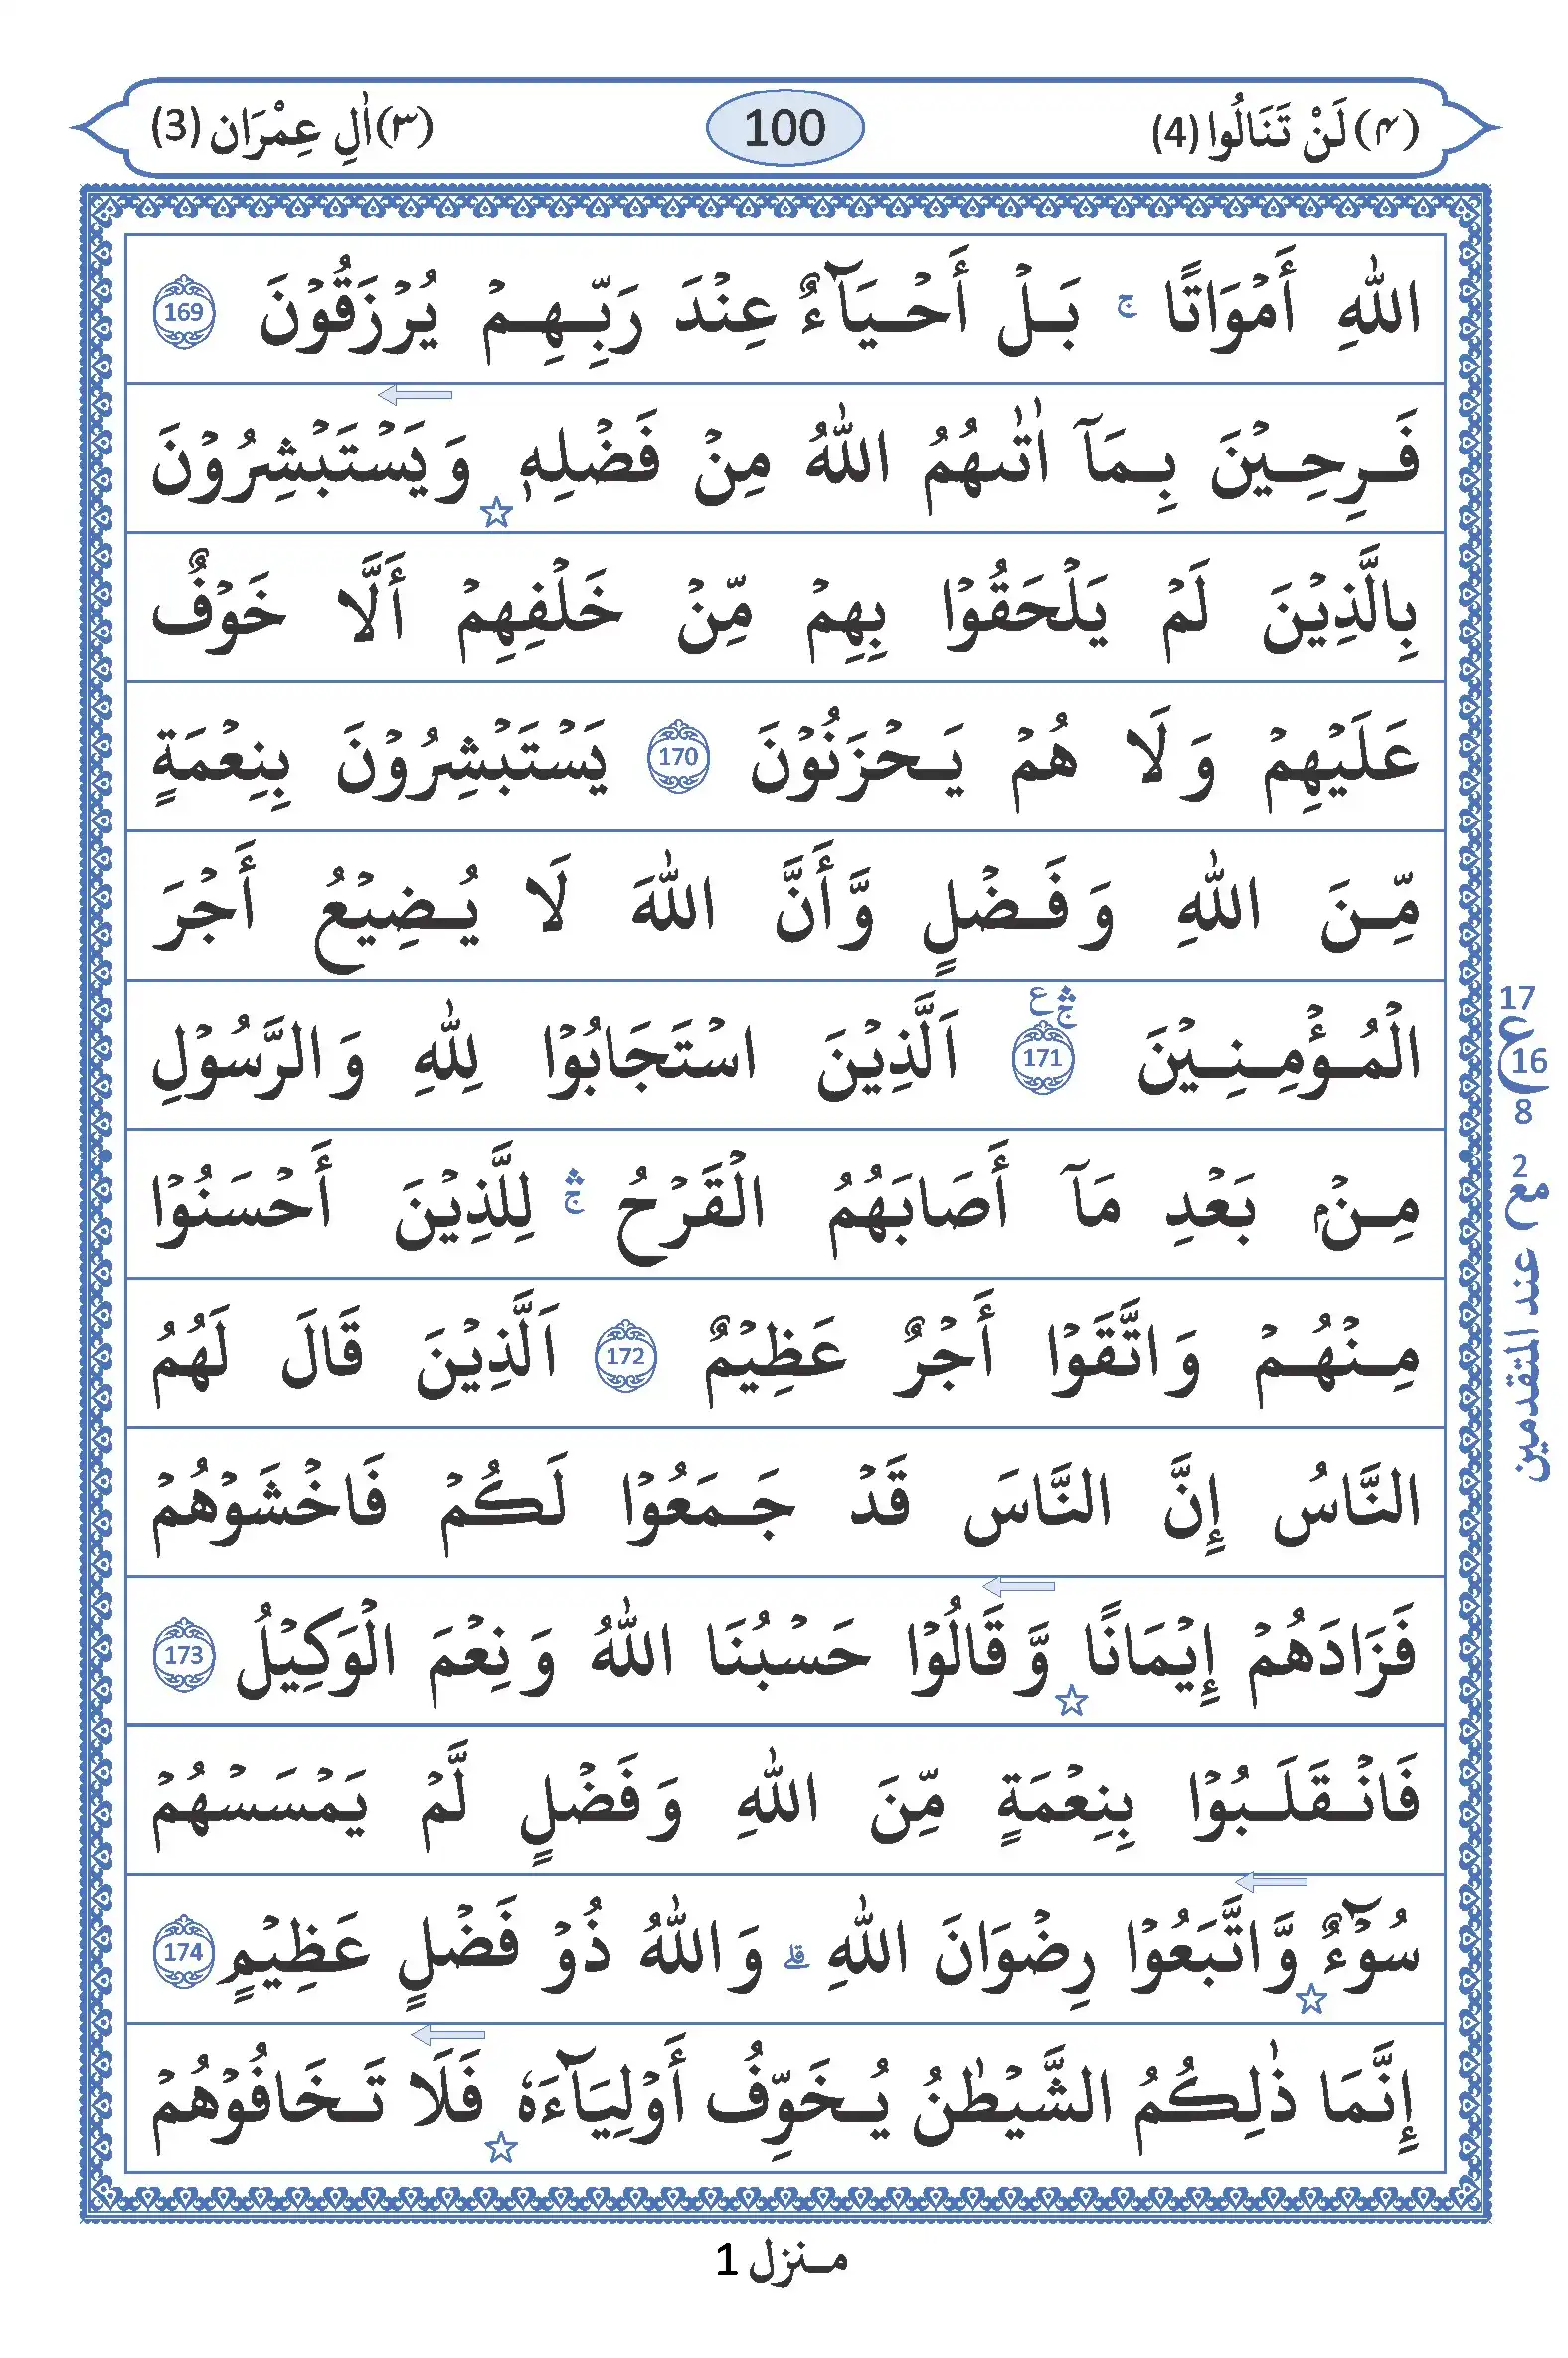 (٤) لَنْ تَنَالُوا (4) 100 (٣) اٰلِ عِمْرَان (3)
اللّٰهِ أَمْوَاتًا ۚ بَلْ أَحْيَآءٌ عِنْدَ رَبِّهِمْ يُرْزَقُوْنَ 169
فَرِحِيْنَ بِمَآ اٰتٰىهُمُ اللّٰهُ مِنْ فَضْلِهٖ ☆ وَيَسْتَبْشِرُوْنَ
بِالَّذِيْنَ لَمْ يَلْحَقُوْا بِهِمْ مِّنْ خَلْفِهِمْ أَلَّا خَوْفٌ
عَلَيْهِمْ وَلَا هُمْ يَحْزَنُوْنَ 170 يَسْتَبْشِرُوْنَ بِنِعْمَةٍ
مِّنَ اللّٰهِ وَفَضْلٍ وَّأَنَّ اللّٰهَ لَا يُضِيْعُ أَجْرَ
الْمُؤْمِنِيْنَ 171 ۛۚ ع اَلَّذِيْنَ اسْتَجَابُوْا لِلّٰهِ وَالرَّسُوْلِ
17
ع 16
8
مِنْۢ بَعْدِ مَآ أَصَابَهُمُ الْقَرْحُ ۛۚ لِلَّذِيْنَ أَحْسَنُوْا
2 مع عند المتقدمين
مِنْهُمْ وَاتَّقَوْا أَجْرٌ عَظِيْمٌ 172 اَلَّذِيْنَ قَالَ لَهُمُ
النَّاسُ إِنَّ النَّاسَ قَدْ جَمَعُوْا لَكُمْ فَاخْشَوْهُمْ
فَزَادَهُمْ إِيْمَانًا ☆ وَّقَالُوْا حَسْبُنَا اللّٰهُ وَنِعْمَ الْوَكِيْلُ 173
فَانْقَلَبُوْا بِنِعْمَةٍ مِّنَ اللّٰهِ وَفَضْلٍ لَّمْ يَمْسَسْهُمْ
سُوْٓءٌ ☆ وَّاتَّبَعُوْا رِضْوَانَ اللّٰهِ ۗ وَاللّٰهُ ذُوْ فَضْلٍ عَظِيْمٍ 174
إِنَّمَا ذٰلِكُمُ الشَّيْطٰنُ يُخَوِّفُ أَوْلِيَآءَهٗ ☆ فَلَا تَخَافُوْهُمْ
منزل 1